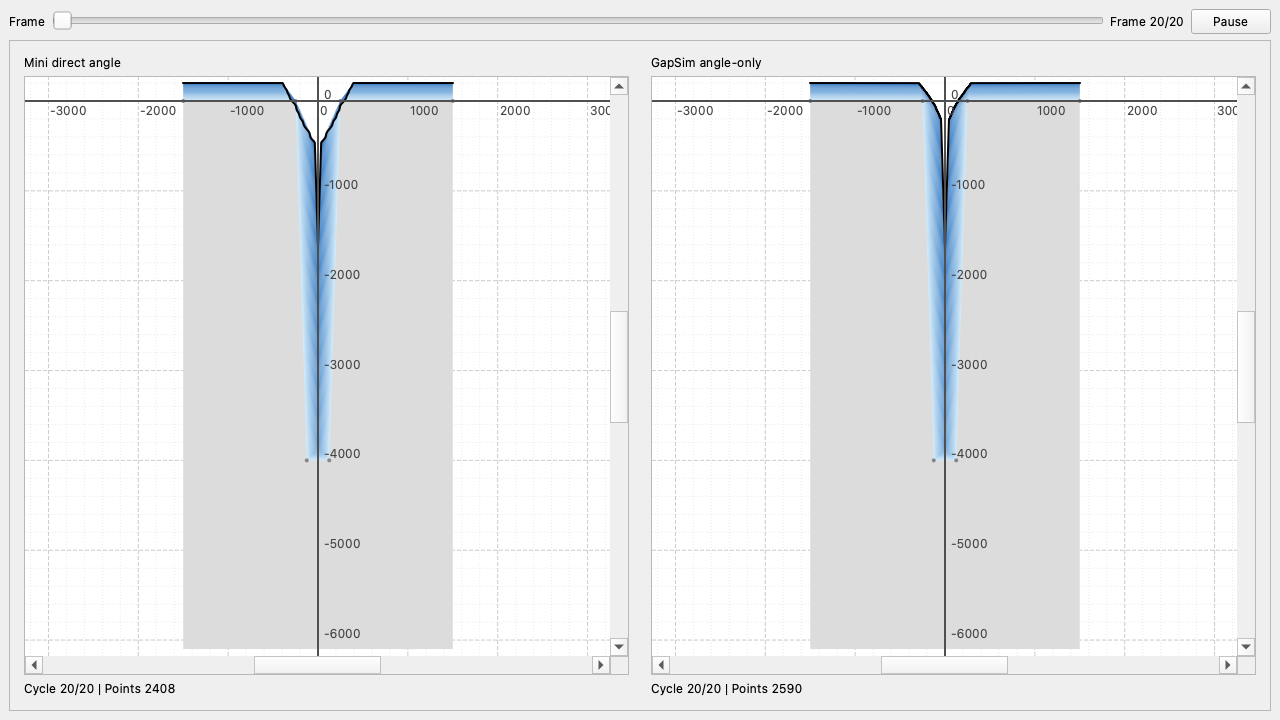 Frame
Frame 20/20
Pause
Mini direct angle
0
-3000 -2000 -1000 0 1000 2000 300
-1000
-2000
-3000
-4000
-5000
-6000
Cycle 20/20 | Points 2408
GapSim angle-only
0
-3000 -2000 -1000 0 1000 2000 300
-1000
-2000
-3000
-4000
-5000
-6000
Cycle 20/20 | Points 2590